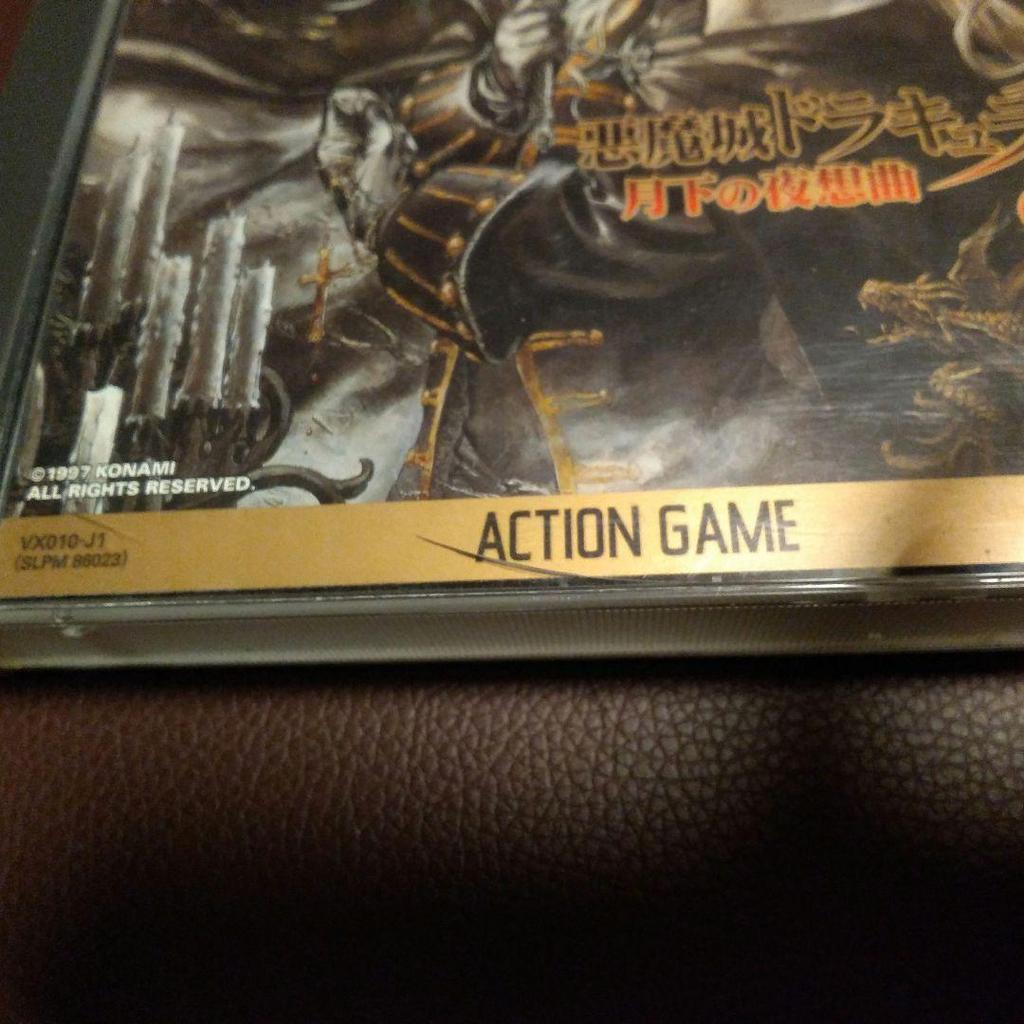 悪魔城ドラキュラ
月下の夜想曲
©1997 KONAMI
ALL RIGHTS RESERVED.
VX010-J1
(SLPM 86023)
ACTION GAME